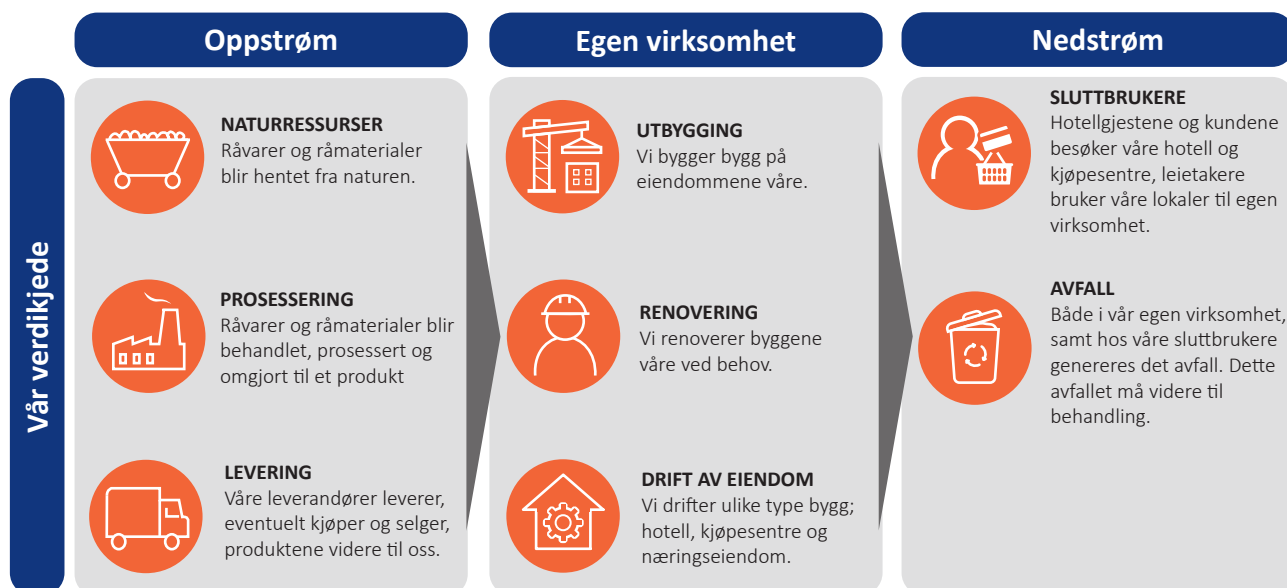 Vår verdikjede
Oppstrøm
NATURRESSURSER
Råvarer og råmaterialer
blir hentet fra naturen.
PROSESSERING
Råvarer og råmaterialer blir
behandlet, prosessert og
omgjort til et produkt
LEVERING
Våre leverandører leverer,
eventuelt kjøper og selger,
produktene videre til oss.
Egen virksomhet
UTBYGGING
Vi bygger bygg på
eiendommene våre.
RENOVERING
Vi renoverer byggene
våre ved behov.
DRIFT AV EIENDOM
Vi drifter ulike type bygg;
hotell, kjøpesentre og
næringseiendom.
Nedstrøm
SLUTTBRUKERE
Hotellgjestene og kundene
besøker våre hotell og
kjøpesentre, leietakere
bruker våre lokaler til egen
virksomhet.
AVFALL
Både i vår egen virksomhet,
samt hos våre sluttbrukere
genereres det avfall. Dette
avfallet må videre til
behandling.